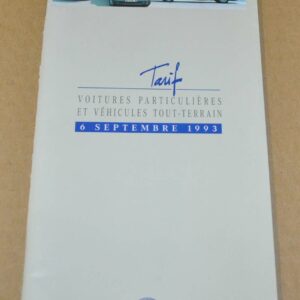 Tarif
VOITURES PARTICULIÈRES
ET VÉHICULES TOUT-TERRAIN
6 SEPTEMBRE 1993